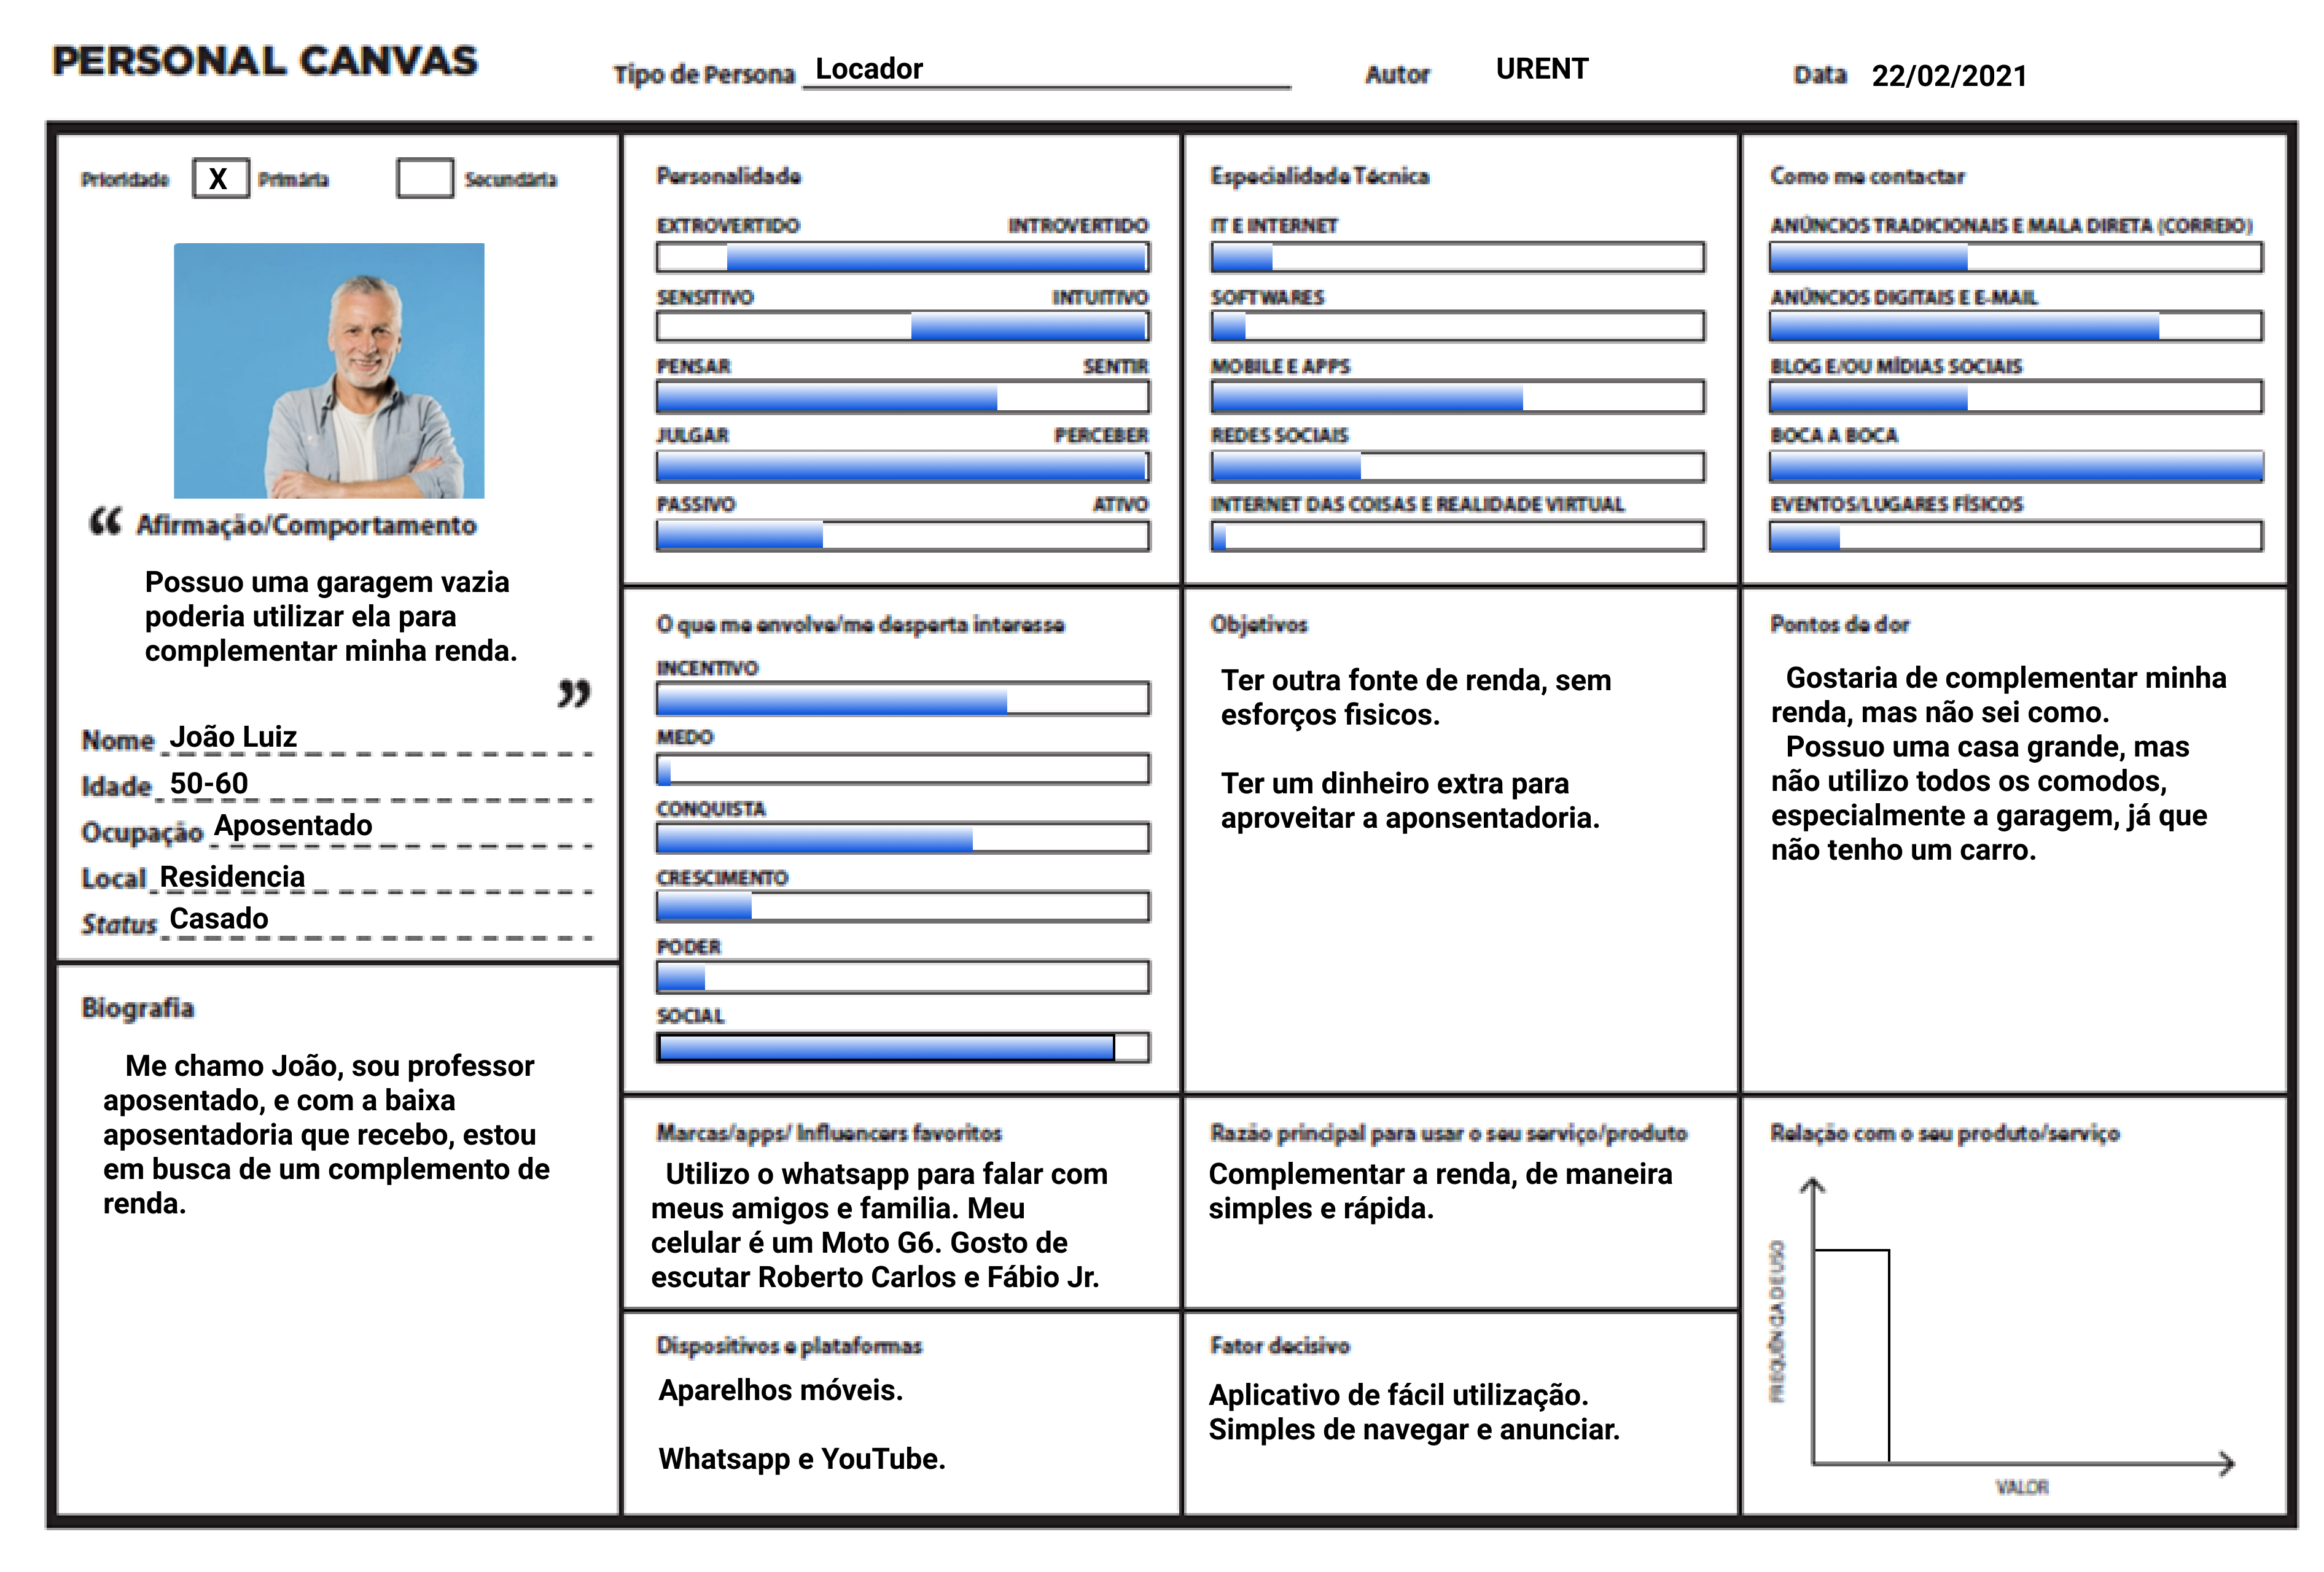 PERSONAL CANVAS
Tipo de Persona Locador
Autor URENT
Data 22/02/2021
Prioridade X Primária Secundária
“ Afirmação/Comportamento
Possuo uma garagem vazia
poderia utilizar ela para
complementar minha renda.
”
Nome João Luiz
Idade 50-60
Ocupação Aposentado
Local Residencia
Status Casado
Biografia
Me chamo João, sou professor
aposentado, e com a baixa
aposentadoria que recebo, estou
em busca de um complemento de
renda.
Personalidade
EXTROVERTIDO INTROVERTIDO
SENSITIVO INTUITIVO
PENSAR SENTIR
JULGAR PERCEBER
PASSIVO ATIVO
Especialidade Técnica
IT E INTERNET
SOFTWARES
MOBILE E APPS
REDES SOCIAIS
INTERNET DAS COISAS E REALIDADE VIRTUAL
Como me contactar
ANÚNCIOS TRADICIONAIS E MALA DIRETA (CORREIO)
ANÚNCIOS DIGITAIS E E-MAIL
BLOG E/OU MÍDIAS SOCIAIS
BOCA A BOCA
EVENTOS/LUGARES FÍSICOS
O que me envolve/me desperta interesse
INCENTIVO
MEDO
CONQUISTA
CRESCIMENTO
PODER
SOCIAL
Objetivos
Ter outra fonte de renda, sem
esforços fisicos.
Ter um dinheiro extra para
aproveitar a aponsentadoria.
Pontos de dor
Gostaria de complementar minha
renda, mas não sei como.
Possuo uma casa grande, mas
não utilizo todos os comodos,
especialmente a garagem, já que
não tenho um carro.
Marcas/apps/ Influencers favoritos
Utilizo o whatsapp para falar com
meus amigos e familia. Meu
celular é um Moto G6. Gosto de
escutar Roberto Carlos e Fábio Jr.
Razão principal para usar o seu serviço/produto
Complementar a renda, de maneira
simples e rápida.
Relação com o seu produto/serviço
FREQUÊNCIA DE USO
VALOR
Dispositivos e plataformas
Aparelhos móveis.
Whatsapp e YouTube.
Fator decisivo
Aplicativo de fácil utilização.
Simples de navegar e anunciar.